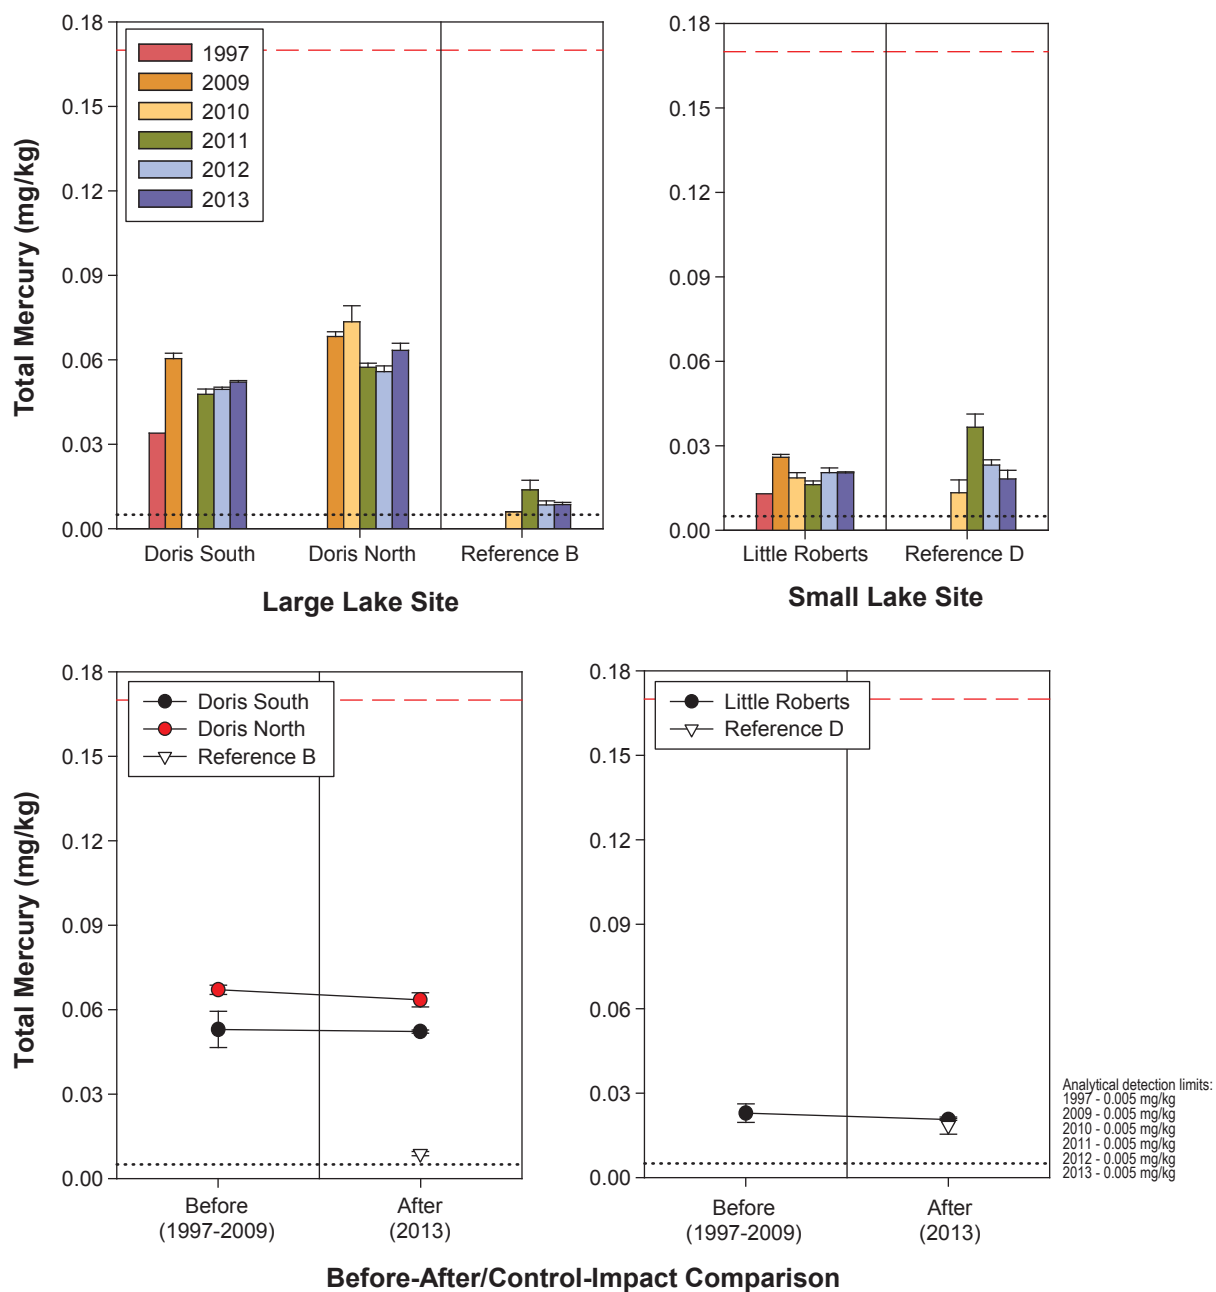 0.18
0.15
0.12
0.09
0.06
0.03
0.00
Total Mercury (mg/kg)
1997
2009
2010
2011
2012
2013
Doris South
Doris North
Reference B
Large Lake Site
0.18
0.15
0.12
0.09
0.06
0.03
0.00
Little Roberts
Reference D
Small Lake Site
0.18
0.15
0.12
0.09
0.06
0.03
0.00
Total Mercury (mg/kg)
Doris South
Doris North
Reference B
Before
(1997-2009)
After
(2013)
0.18
0.15
0.12
0.09
0.06
0.03
0.00
Little Roberts
Reference D
Before
(1997-2009)
After
(2013)
Analytical detection limits:
1997 - 0.005 mg/kg
2009 - 0.005 mg/kg
2010 - 0.005 mg/kg
2011 - 0.005 mg/kg
2012 - 0.005 mg/kg
2013 - 0.005 mg/kg
Before-After/Control-Impact Comparison